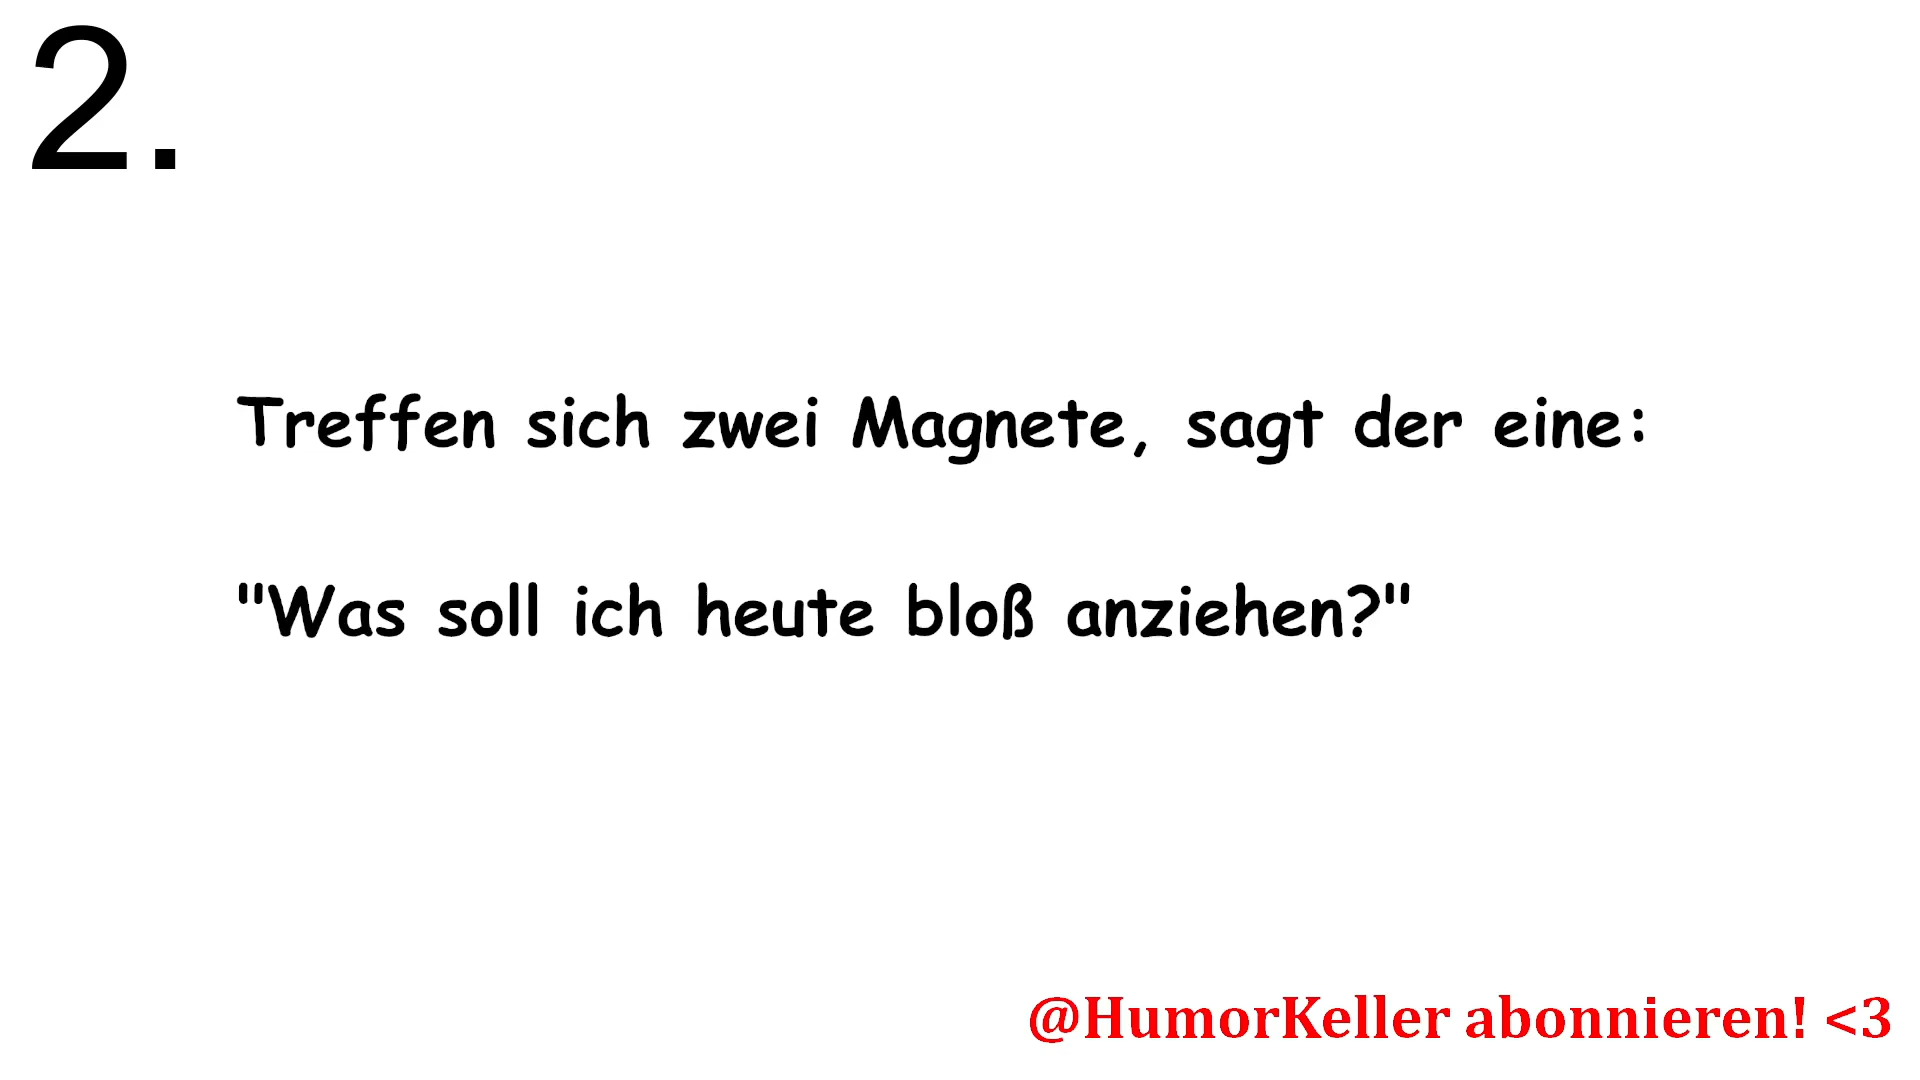 2.
Treffen sich zwei Magnete, sagt der eine:
"Was soll ich heute bloß anziehen?"
@HumorKeller abonnieren! <3